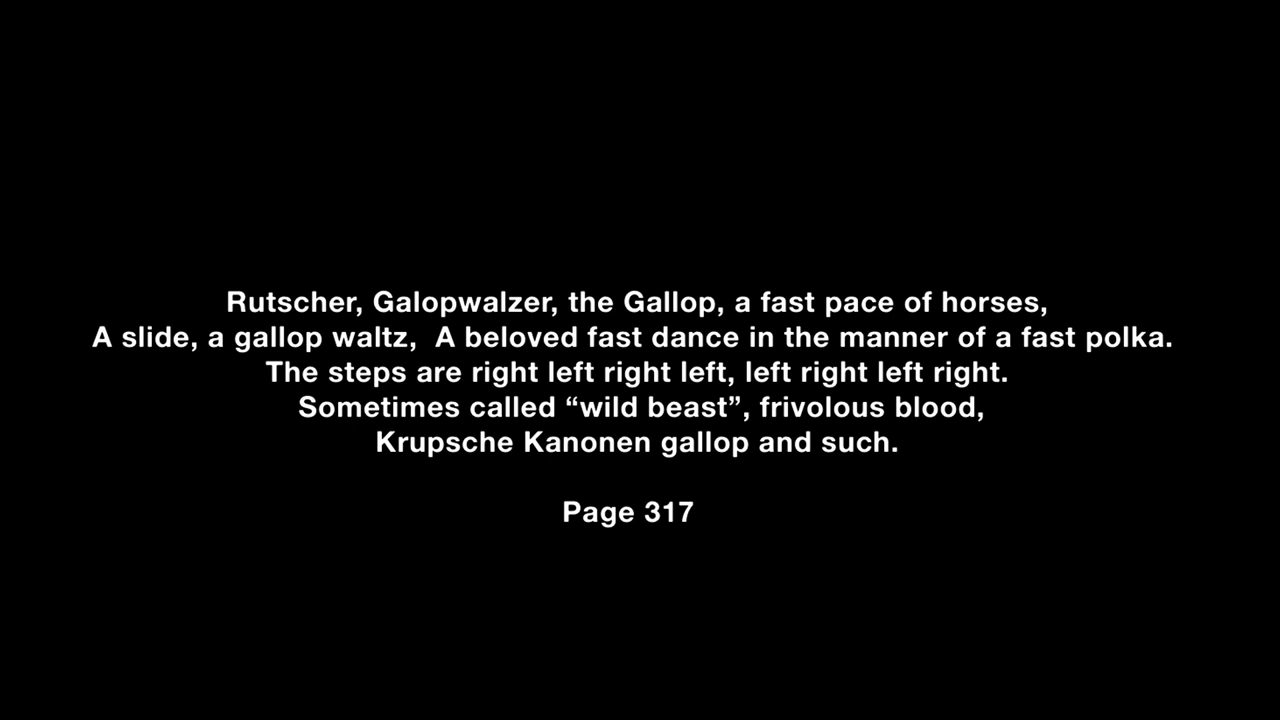 Rutscher, Galopwalzer, the Gallop, a fast pace of horses,
A slide, a gallop waltz,  A beloved fast dance in the manner of a fast polka.
The steps are right left right left, left right left right.
Sometimes called “wild beast”, frivolous blood,
Krupsche Kanonen gallop and such.
Page 317